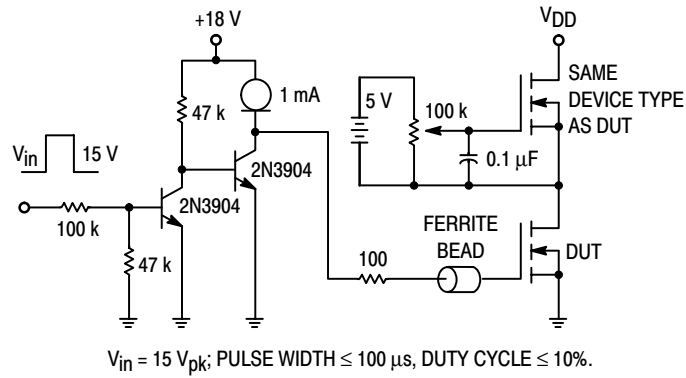 +18 V
VDD
1 mA
47 k
SAME
DEVICE TYPE
AS DUT
5 V
100 k
0.1 μF
Vin
15 V
2N3904
2N3904
100 k
47 k
FERRITE
BEAD
100
DUT
Vin = 15 Vpk; PULSE WIDTH ≤ 100 μs, DUTY CYCLE ≤ 10%.